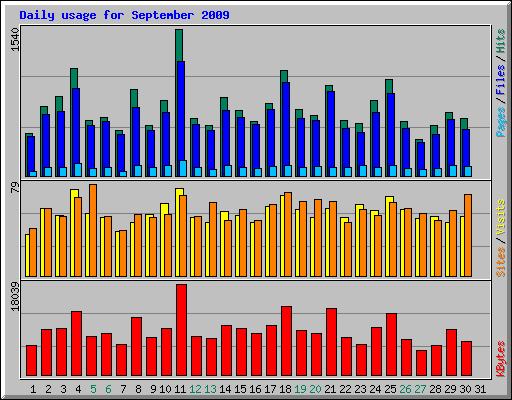 Daily usage for September 2009
1540
Pages / Files / Hits
79
Sites / Visits
18039
KBytes
1 2 3 4 5 6 7 8 9 10 11 12 13 14 15 16 17 18 19 20 21 22 23 24 25 26 27 28 29 30 31